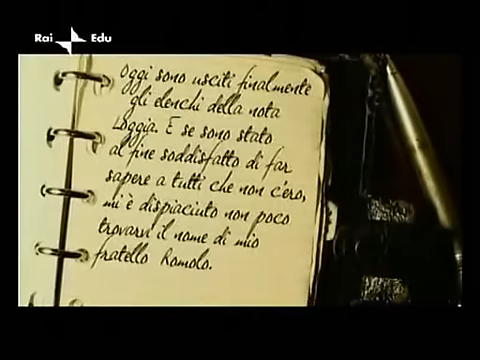 Rai Edu
Oggi sono usciti finalmente
gli elenchi della nota
Loggia. E se sono stato
al fine soddisfatto di far
sapere a tutti che non c'ero,
mi è dispiaciuto non poco
trovarvi il nome di mio
fratello Romolo.